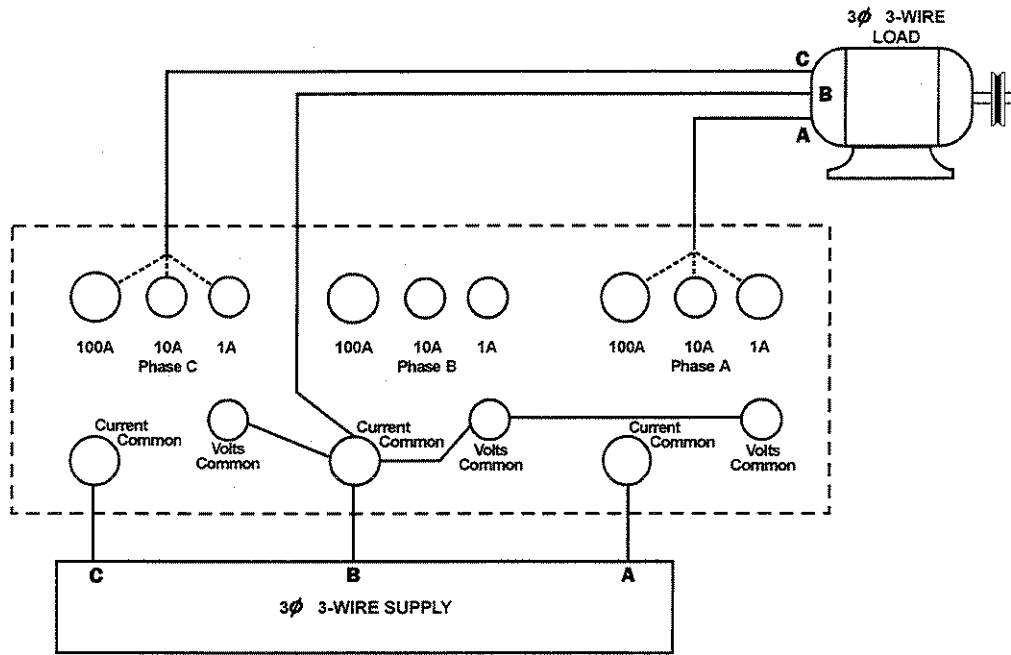 3φ 3-WIRE
LOAD
C
B
A
100A 10A 1A
Phase C
100A 10A 1A
Phase B
100A 10A 1A
Phase A
Current
Common
Volts
Common
Current
Common
Volts
Common
Current
Common
Volts
Common
C B A
3φ 3-WIRE SUPPLY